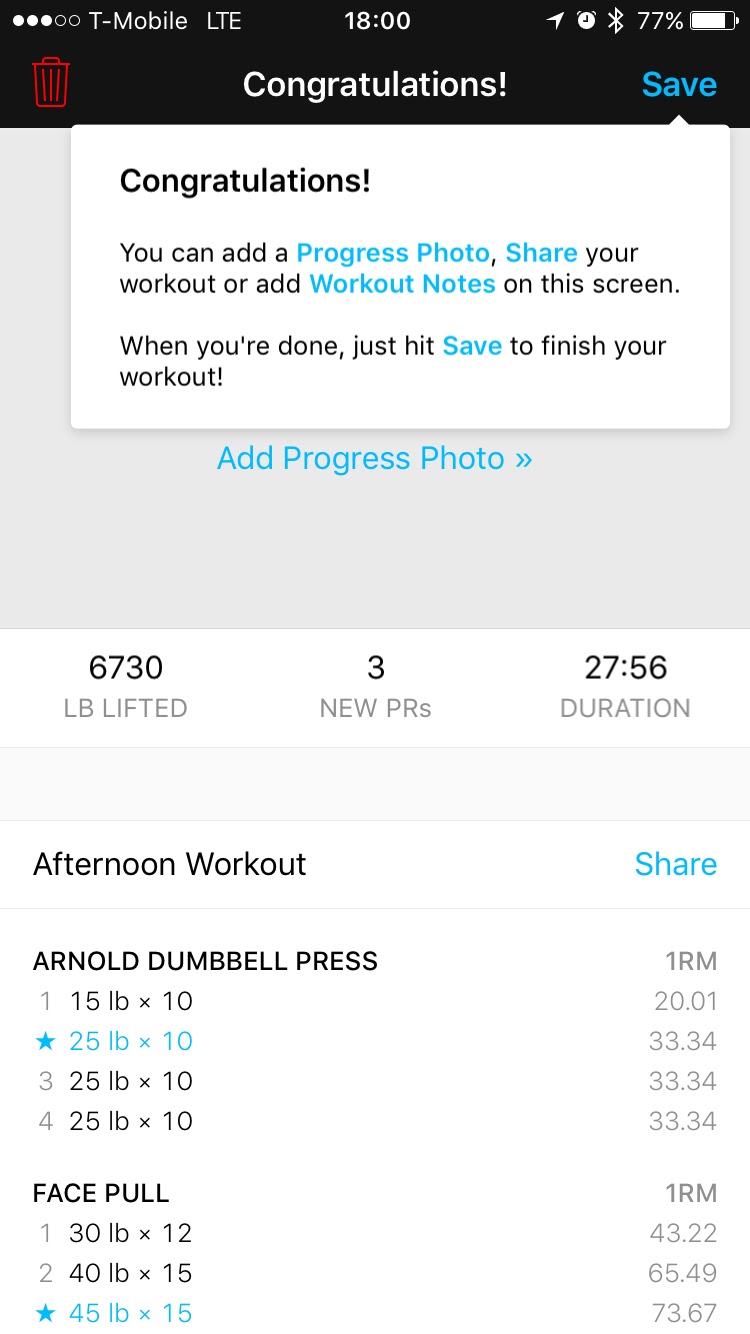 T-Mobile LTE 18:00 77%
Congratulations! Save
Congratulations!
You can add a Progress Photo, Share your
workout or add Workout Notes on this screen.
When you're done, just hit Save to finish your
workout!
Add Progress Photo »
6730 3 27:56
LB LIFTED NEW PRs DURATION
Afternoon Workout Share
ARNOLD DUMBBELL PRESS 1RM
1 15 lb × 10 20.01
★ 25 lb × 10 33.34
3 25 lb × 10 33.34
4 25 lb × 10 33.34
FACE PULL 1RM
1 30 lb × 12 43.22
2 40 lb × 15 65.49
★ 45 lb × 15 73.67